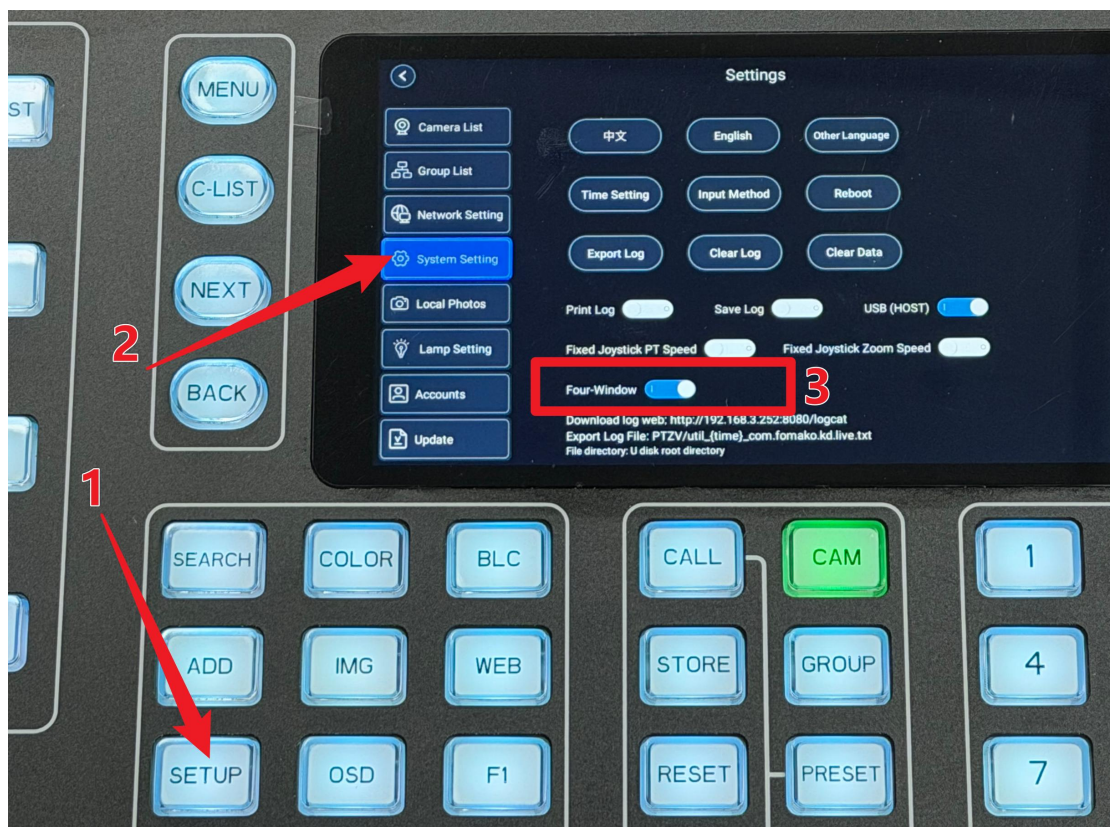 ST
MENU
C-LIST
NEXT
BACK
Settings
Camera List
Group List
Network Setting
System Setting
Local Photos
Lamp Setting
Accounts
Update
中文 English Other Language
Time Setting Input Method Reboot
Export Log Clear Log Clear Data
Print Log Save Log USB (HOST)
Fixed Joystick PT Speed Fixed Joystick Zoom Speed
Four-Window
Download log web: http://192.168.3.252:8080/logcat
Export Log File: PTZV/util_{time}_com.fomako.kd.live.txt
File directory: U disk root directory
2
3
1
SEARCH COLOR BLC CALL CAM 1
ADD IMG WEB STORE GROUP 4
SETUP OSD F1 RESET PRESET 7